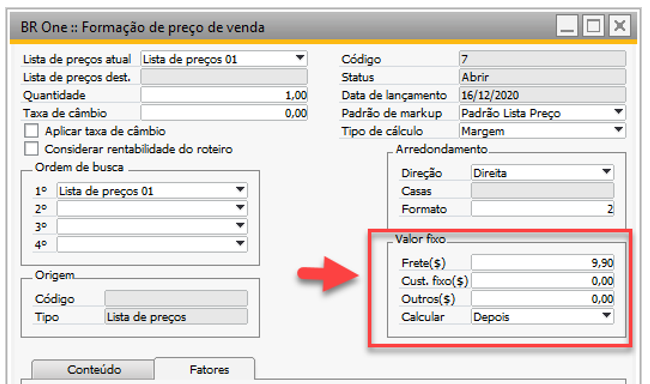 BR One :: Formação de preço de venda
Lista de preços atual Lista de preços 01
Lista de preços dest.
Quantidade 1,00
Taxa de câmbio 0,00
Aplicar taxa de câmbio
Considerar rentabilidade do roteiro
Ordem de busca
1º Lista de preços 01
2º
3º
4º
Origem
Código
Tipo Lista de preços
Código 7
Status Abrir
Data de lançamento 16/12/2020
Padrão de markup Padrão Lista Preço
Tipo de cálculo Margem
Arredondamento
Direção Direita
Casas
Formato 2
Valor fixo
Frete($) 9,90
Cust. fixo($) 0,00
Outros($) 0,00
Calcular Depois
Conteúdo Fatores